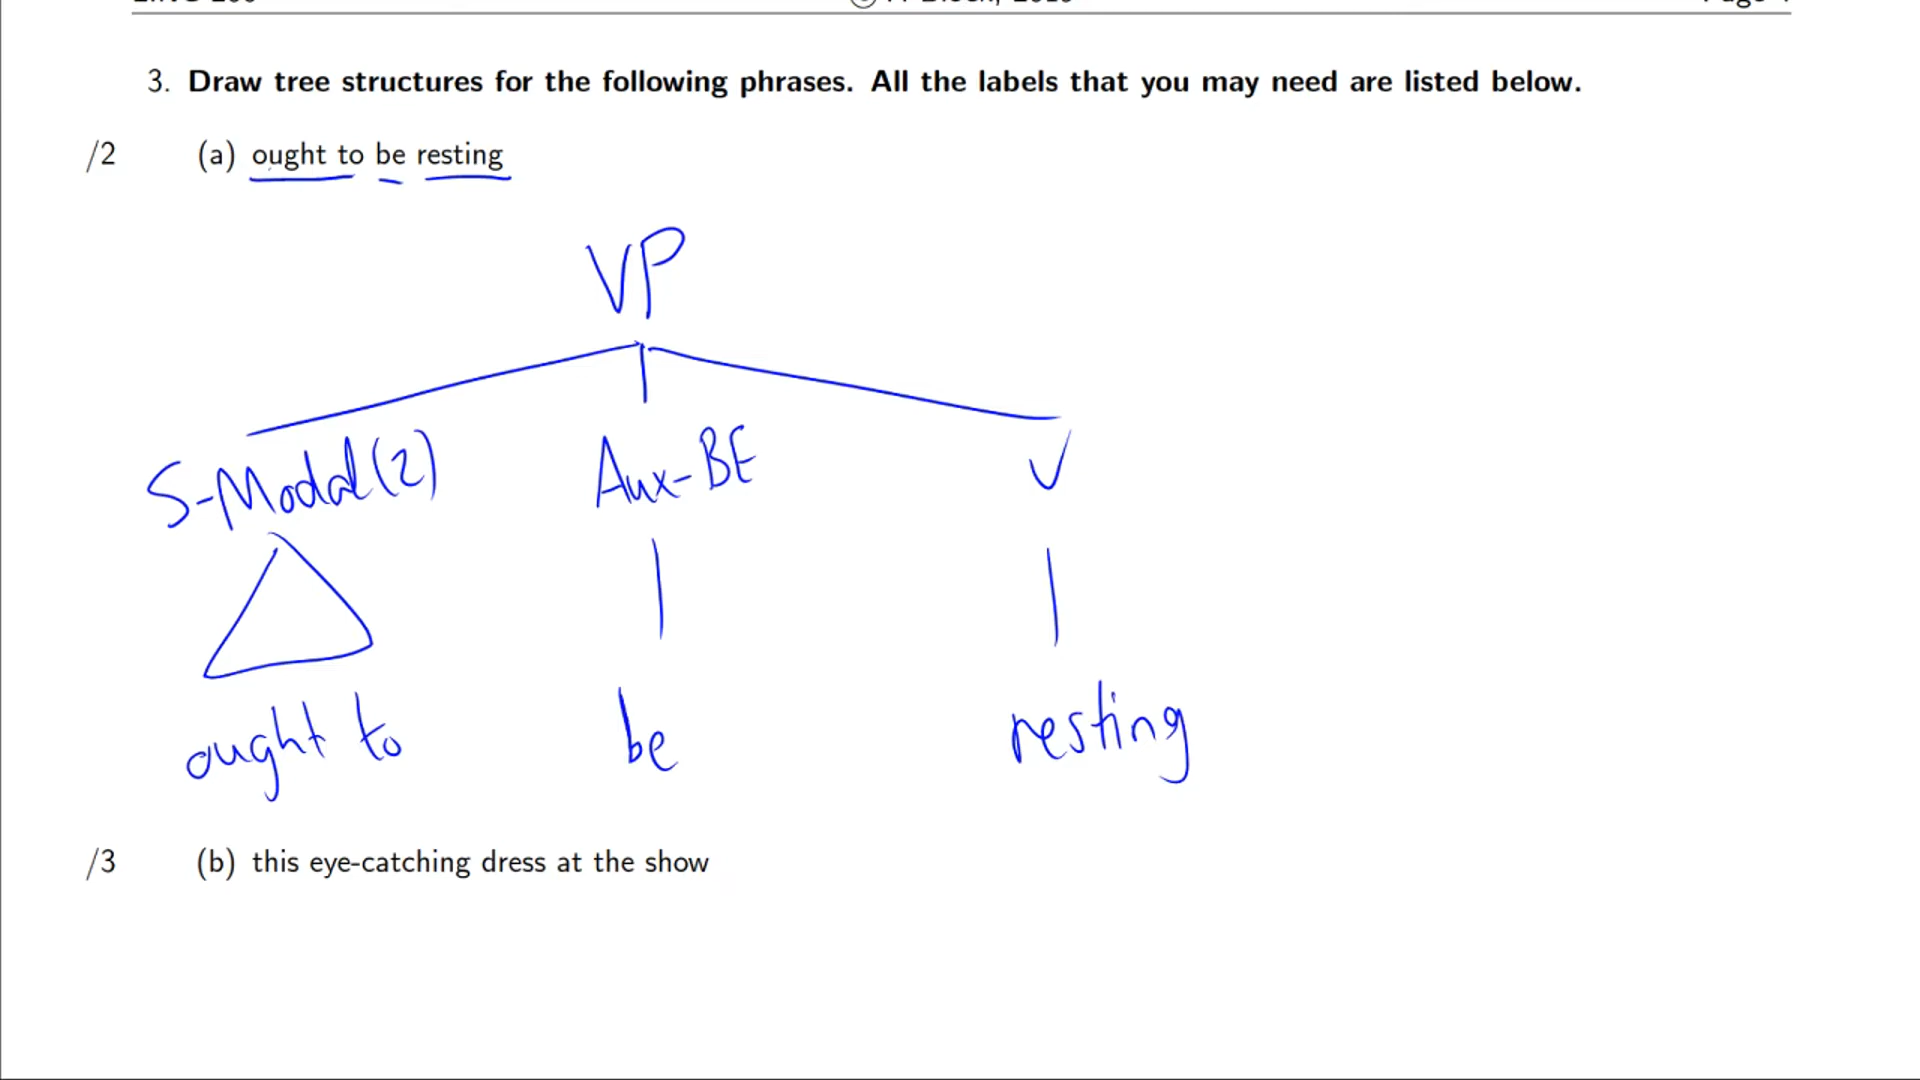 3. Draw tree structures for the following phrases. All the labels that you may need are listed below.
/2 (a) ought to be resting
VP
S-Modal(2) Aux-BE V
ought to be resting
/3 (b) this eye-catching dress at the show